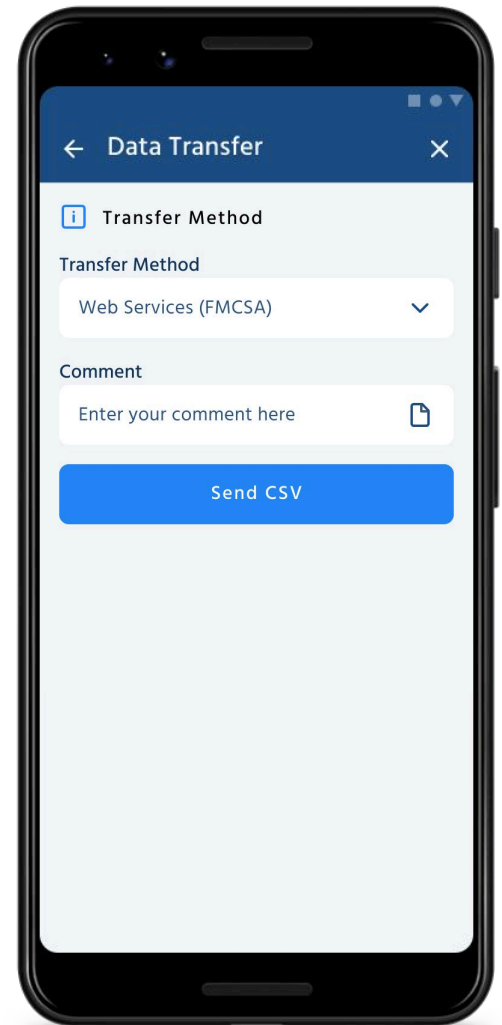 Data Transfer
Transfer Method
Transfer Method
Web Services (FMCSA)
Comment
Enter your comment here
Send CSV